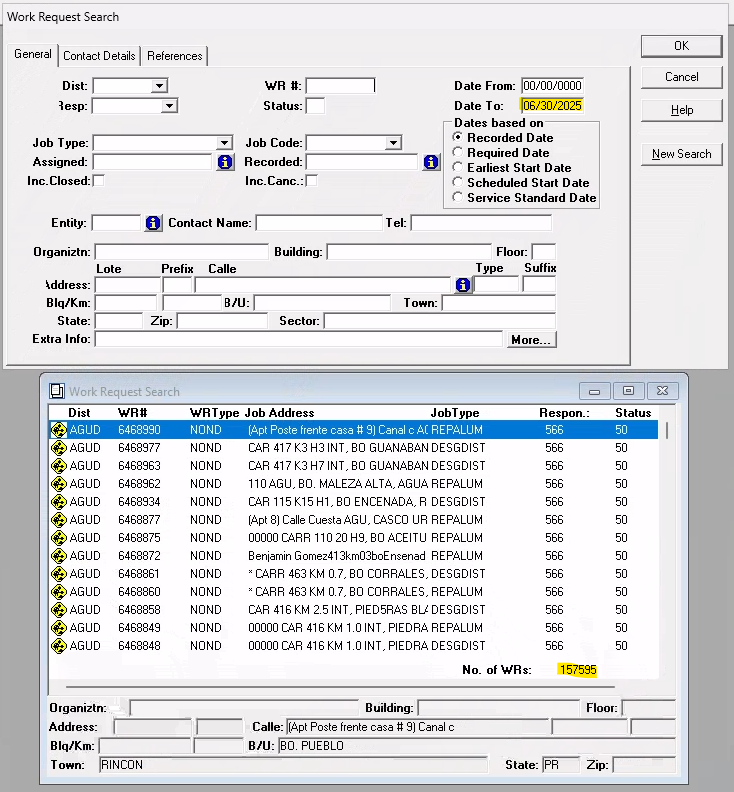 Work Request Search
General Contact Details References
OK
Cancel
Help
New Search
Dist: WR #: Date From: 00/00/0000
Resp: Status: Date To: 06/30/2025
Dates based on
Recorded Date
Required Date
Earliest Start Date
Scheduled Start Date
Service Standard Date
Job Type: Job Code:
Assigned: Recorded:
Inc.Closed: Inc.Canc.:
Entity: Contact Name: Tel:
Organiztn: Building: Floor:
Lote Prefix Calle Type Suffix
Address:
Blq/Km: B/U: Town:
State: Zip: Sector:
Extra Info: More...
Work Request Search
Dist WR# WRType Job Address JobType Respon.: Status
AGUD 6468990 NOND (Apt Poste frente casa # 9) Canal c AC REPALUM 566 50
AGUD 6468977 NOND CAR 417 K3 H3 INT, BO GUANABAN DESGDIST 566 50
AGUD 6468963 NOND CAR 417 K3 H7 INT, BO GUANABAN DESGDIST 566 50
AGUD 6468962 NOND 110 AGU, BO. MALEZA ALTA, AGUA REPALUM 566 50
AGUD 6468934 NOND CAR 115 K15 H1, BO ENCENADA, R DESGDIST 566 50
AGUD 6468877 NOND (Apt 8) Calle Cuesta AGU, CASCO UR REPALUM 566 50
AGUD 6468875 NOND 00000 CARR 110 20 H9, BO ACEITU REPALUM 566 50
AGUD 6468872 NOND Benjamin Gomez413km03boEnsenad REPALUM 566 50
AGUD 6468861 NOND * CARR 463 KM 0.7, BO CORRALES, DESGDIST 566 50
AGUD 6468860 NOND * CARR 463 KM 0.7, BO CORRALES, REPALUM 566 50
AGUD 6468858 NOND CAR 416 KM 2.5 INT, PIED5RAS BLA DESGDIST 566 50
AGUD 6468849 NOND 00000 CAR 416 KM 1.0 INT, PIEDRA REPALUM 566 50
AGUD 6468848 NOND 00000 CAR 416 KM 1.0 INT, PIEDRA REPALUM 566 50
No. of WRs: 157595
Organiztn: Building: Floor:
Address: Calle: (Apt Poste frente casa # 9) Canal c
Blq/Km: B/U: BO. PUEBLO
Town: RINCON State: PR Zip: